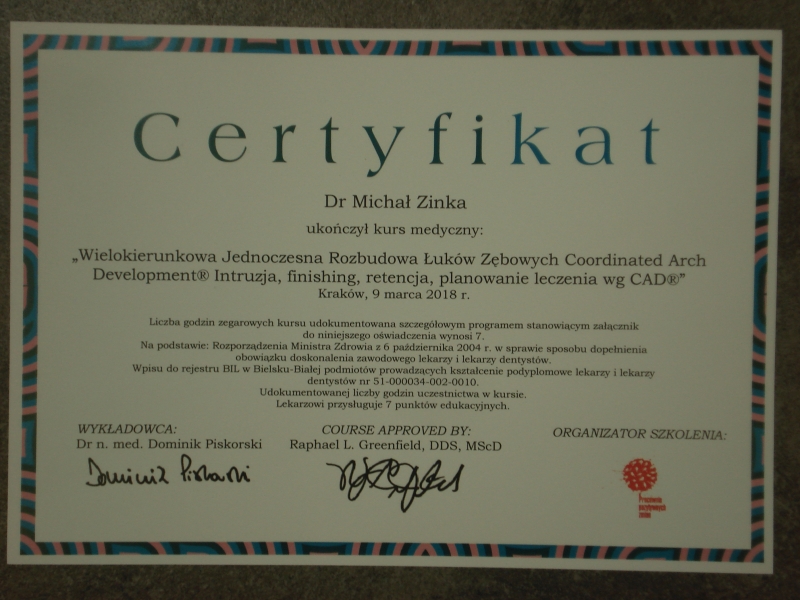 Certyfikat
Dr Michał Zinka
ukończył kurs medyczny:
„Wielokierunkowa Jednoczesna Rozbudowa Łuków Zębowych Coordinated Arch
Development® Intruzja, finishing, retencja, planowanie leczenia wg CAD®”
Kraków, 9 marca 2018 r.
Liczba godzin zegarowych kursu udokumentowana szczegółowym programem stanowiącym załącznik
do niniejszego oświadczenia wynosi 7.
Na podstawie: Rozporządzenia Ministra Zdrowia z 6 października 2004 r. w sprawie sposobu dopełnienia
obowiązku doskonalenia zawodowego lekarzy i lekarzy dentystów.
Wpisu do rejestru BIL w Bielsku-Białej podmiotów prowadzących kształcenie podyplomowe lekarzy i lekarzy
dentystów nr 51-000034-002-0010.
Udokumentowanej liczby godzin uczestnictwa w kursie.
Lekarzowi przysługuje 7 punktów edukacyjnych.
WYKŁADOWCA:
Dr n. med. Dominik Piskorski
Dominik Piskorski
COURSE APPROVED BY:
Raphael L. Greenfield, DDS, MScD
ORGANIZATOR SZKOLENIA: